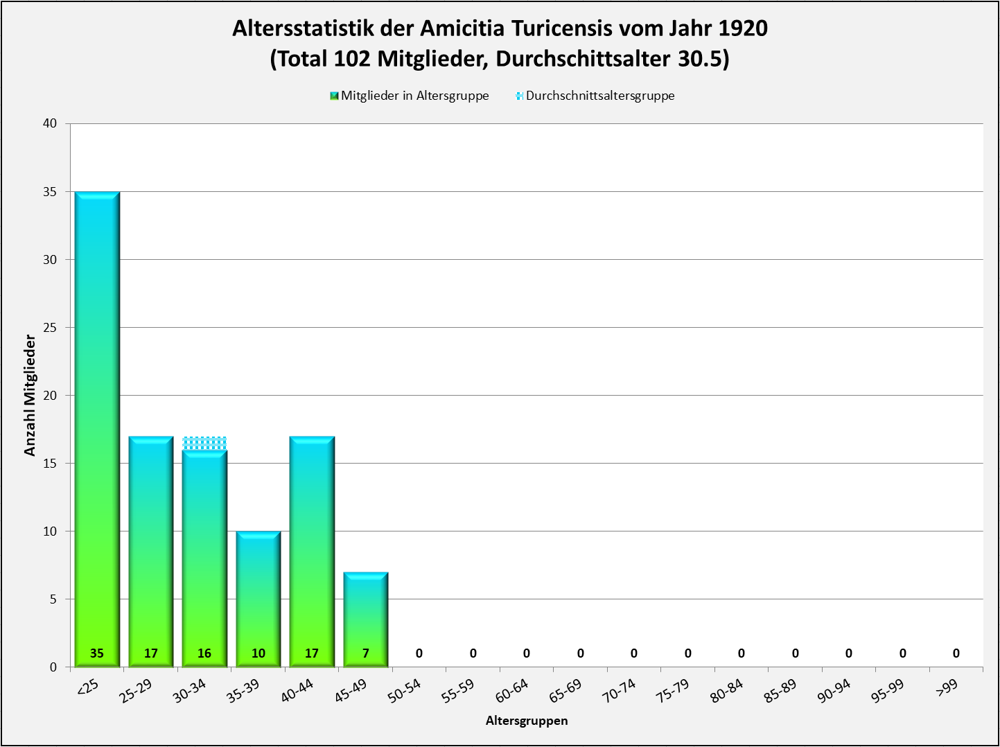 Altersstatistik der Amicitia Turicensis vom Jahr 1920
(Total 102 Mitglieder, Durchschittsalter 30.5)
Mitglieder in Altersgruppe Durchschnittsaltersgruppe
40
35
30
25
20
15
10
5
0
Anzahl Mitglieder
35 17 16 10 17 7 0 0 0 0 0 0 0 0 0 0 0
<25 25-29 30-34 35-39 40-44 45-49 50-54 55-59 60-64 65-69 70-74 75-79 80-84 85-89 90-94 95-99 >99
Altersgruppen